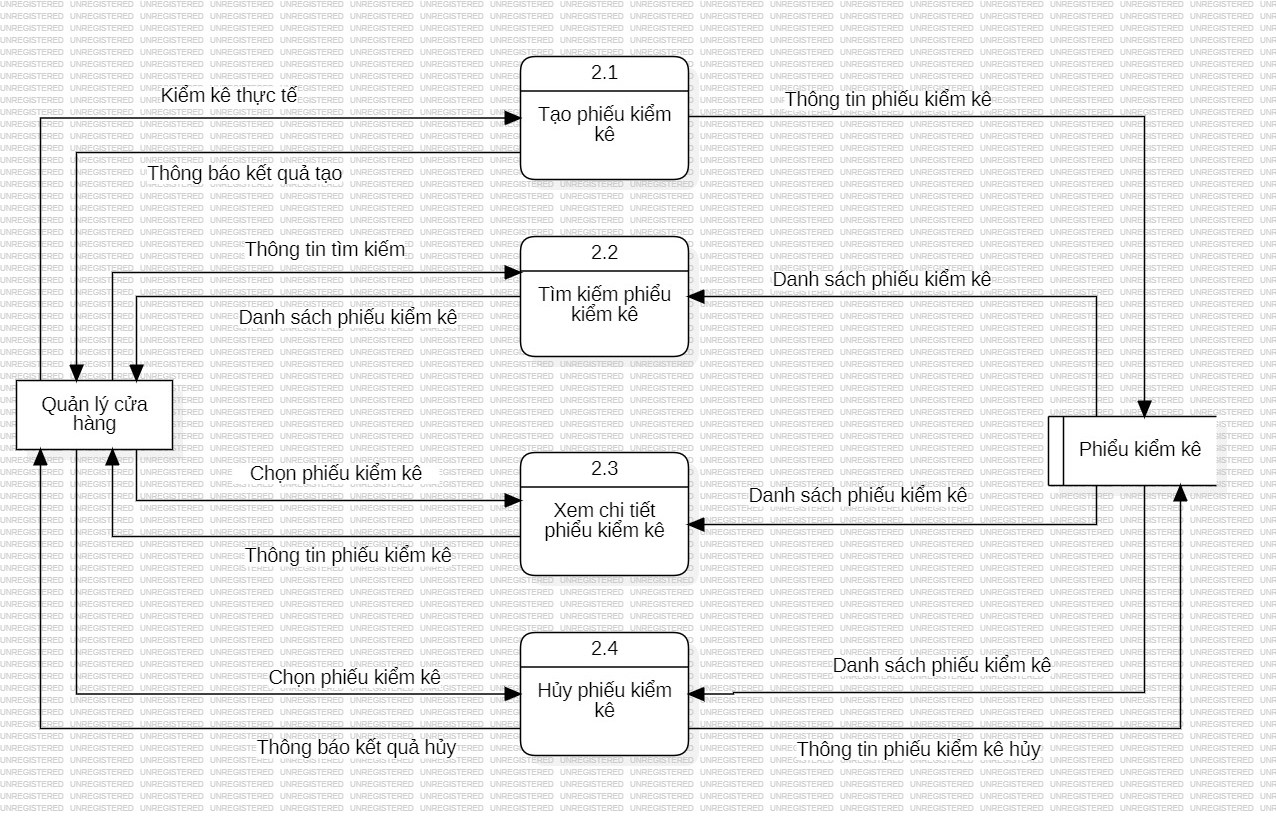 2.1
Kiểm kê thực tế
Thông tin phiếu kiểm kê
Tạo phiếu kiểm
kê
Thông báo kết quả tạo
2.2
Thông tin tìm kiếm
Danh sách phiếu kiểm kê
Tìm kiếm phiếu
kiểm kê
Danh sách phiếu kiểm kê
Quản lý cửa
hàng
Phiếu kiểm kê
2.3
Chọn phiếu kiểm kê
Danh sách phiếu kiểm kê
Xem chi tiết
phiếu kiểm kê
Thông tin phiếu kiểm kê
2.4
Danh sách phiếu kiểm kê
Chọn phiếu kiểm kê
Hủy phiếu kiểm
kê
Thông báo kết quả hủy
Thông tin phiếu kiểm kê hủy
UNREGISTERED